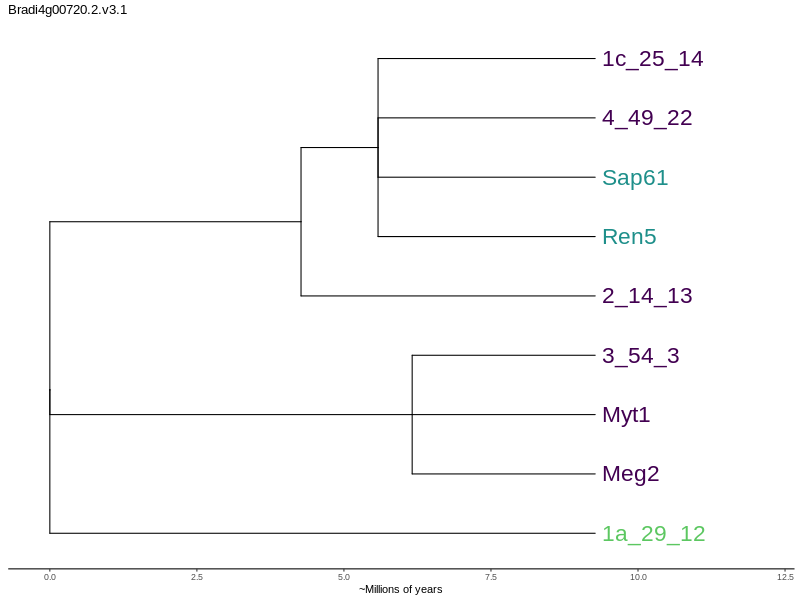 Bradi4g00720.2.v3.1
1c_25_14
4_49_22
Sap61
Ren5
2_14_13
3_54_3
Myt1
Meg2
1a_29_12
0.0 2.5 5.0 7.5 10.0 12.5
~Millions of years